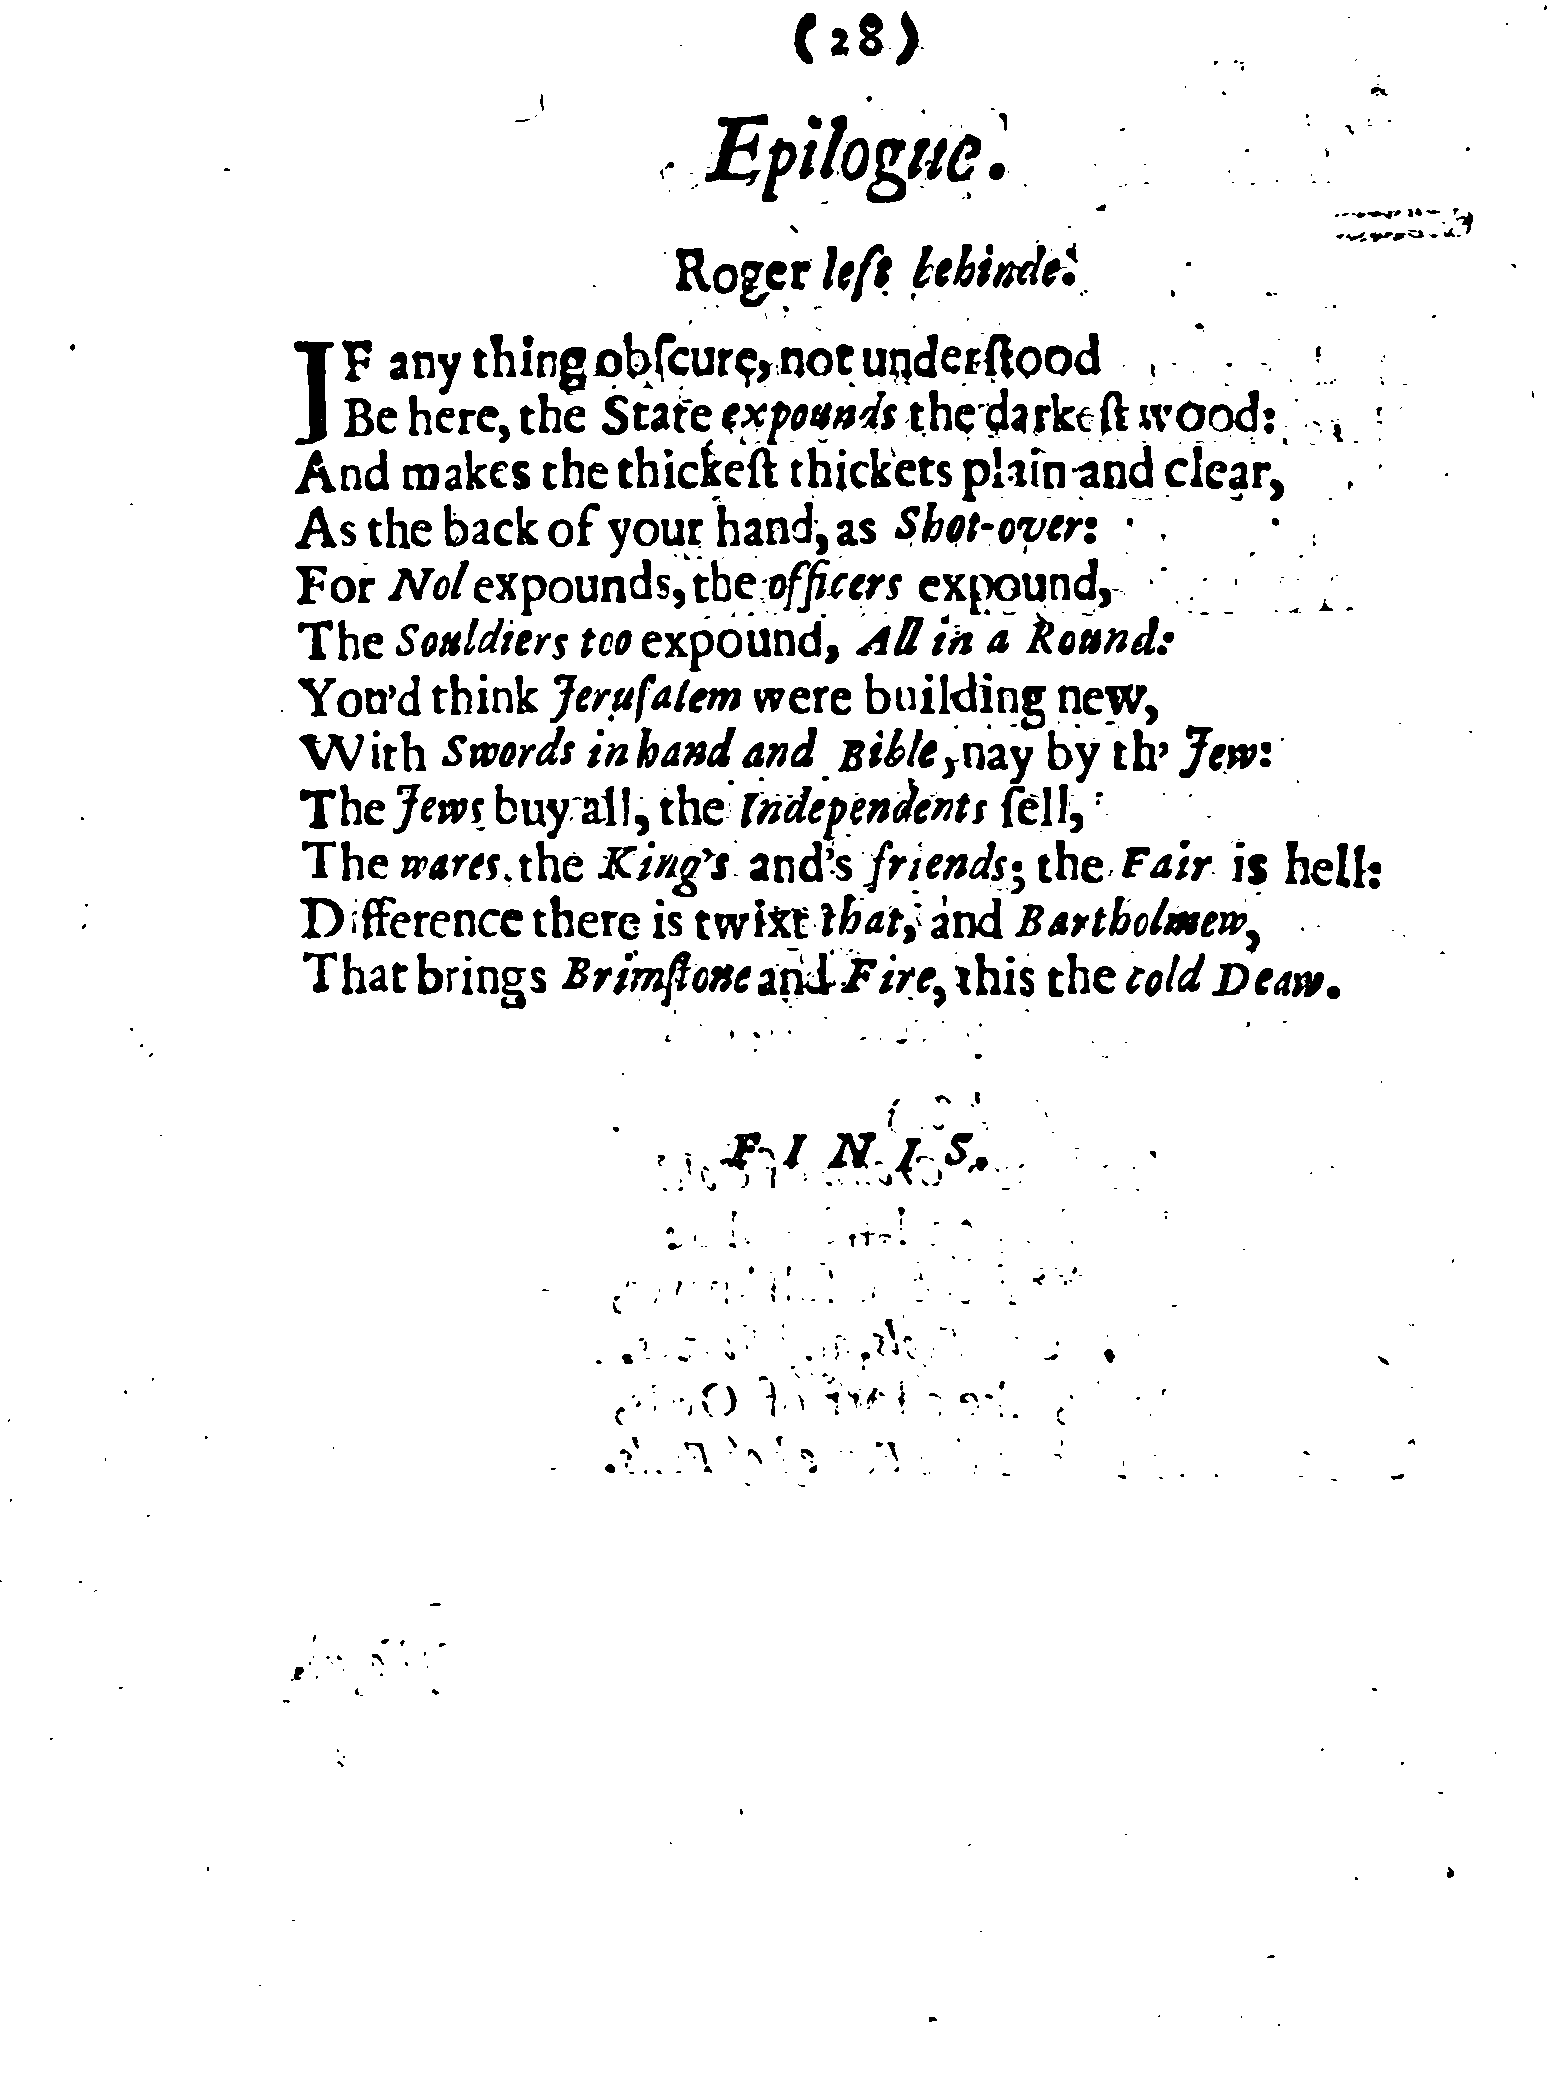 (28)
Epilogue.
Roger left behinde.
IF any thing obſcure, not underſtood
Be here, the State expounds the darkeſt wood:
And makes the thickeſt thickets plain and clear,
As the back of your hand, as Shot-over:
For Nol expounds, the officers expound,
The Souldiers too expound, All in a Round:
You'd think Jeruſalem were building new,
With Swords in hand and Bible, nay by th' Jew:
The Jews buy all, the Independents ſell,
The wares the King's and's friends; the Fair is hell:
Difference there is twixt that, and Bartholmew,
That brings Brimſtone and Fire, this the cold Deaw.
FINIS.